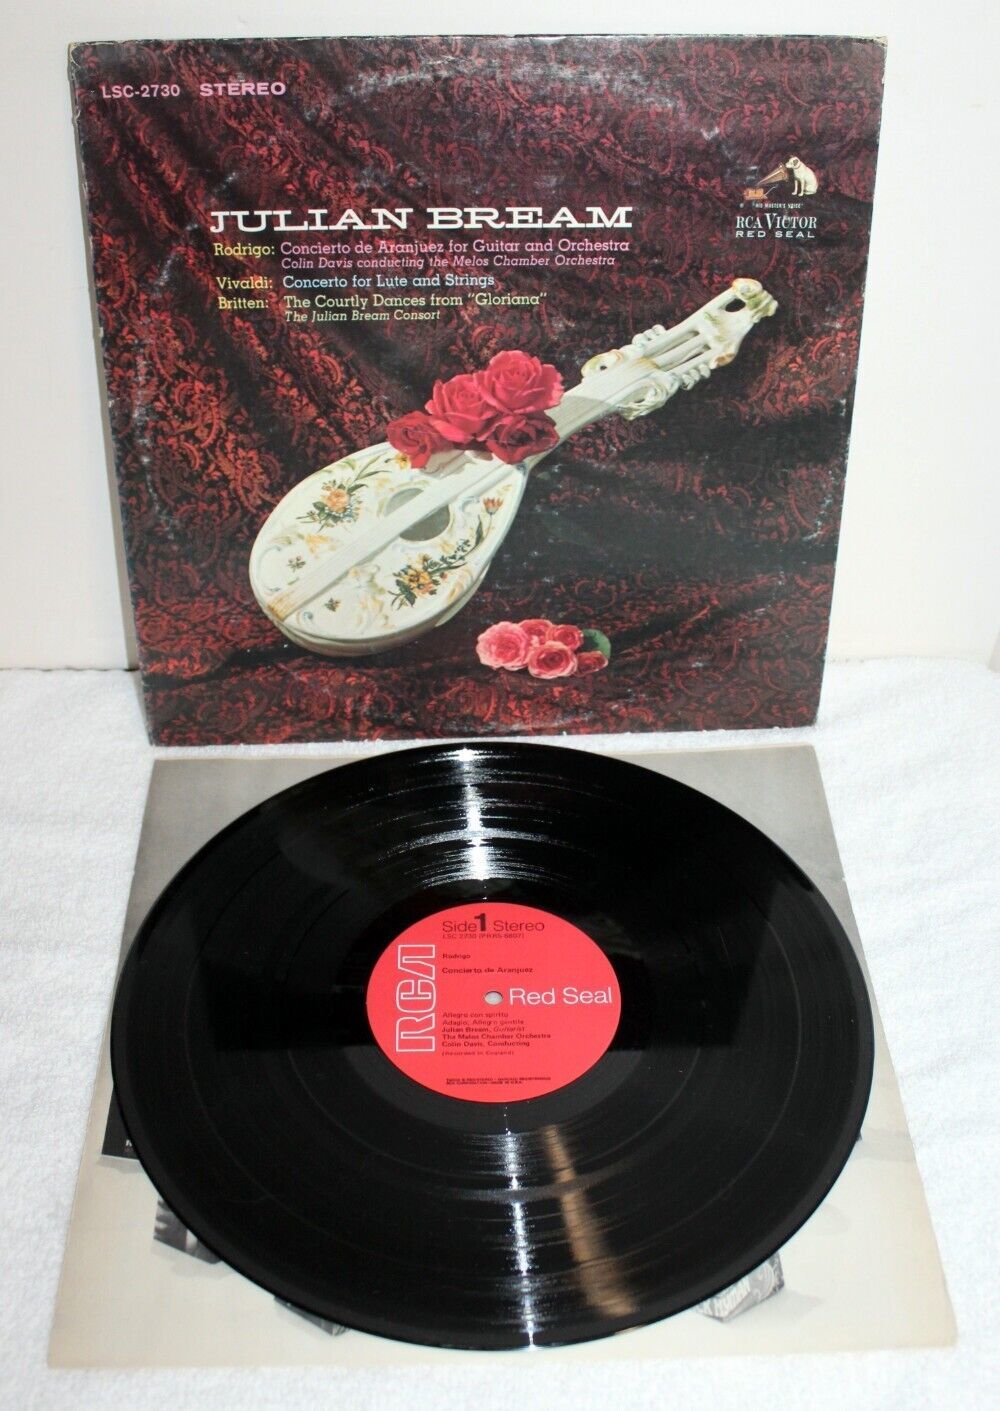 LSC-2730 STEREO
"HIS MASTER'S VOICE"
RCA VICTOR
RED SEAL
JULIAN BREAM
Rodrigo: Concierto de Aranjuez for Guitar and Orchestra
Colin Davis conducting the Melos Chamber Orchestra
Vivaldi: Concerto for Lute and Strings
Britten: The Courtly Dances from "Gloriana"
The Julian Bream Consort
Side 1 Stereo
LSC-2730 (PRRS-6807)
RCA
Rodrigo
Concierto de Aranjuez
Red Seal
Allegro con spirito
Adagio; Allegro gentile
Julian Bream, Guitarist
The Melos Chamber Orchestra
Colin Davis, Conducting
(Recorded in England)
HUMAN